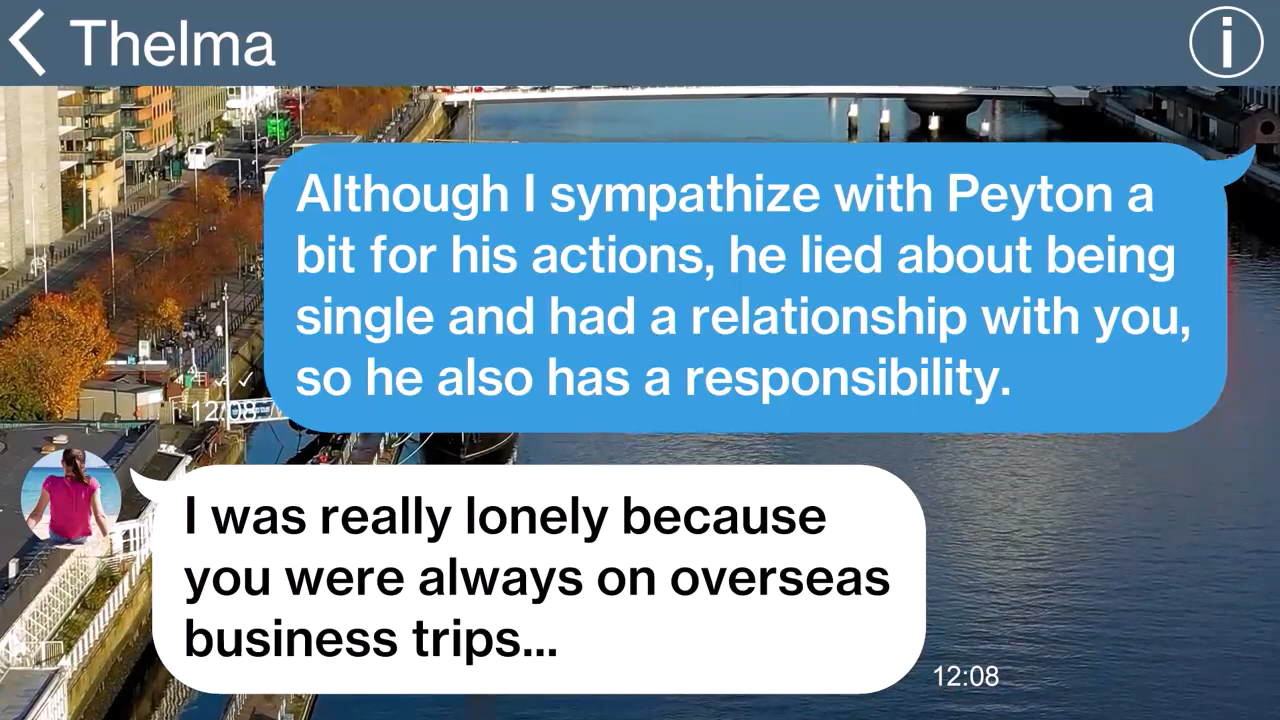 Thelma
Although I sympathize with Peyton a
bit for his actions, he lied about being
single and had a relationship with you,
so he also has a responsibility.
12:08
I was really lonely because
you were always on overseas
business trips...
12:08